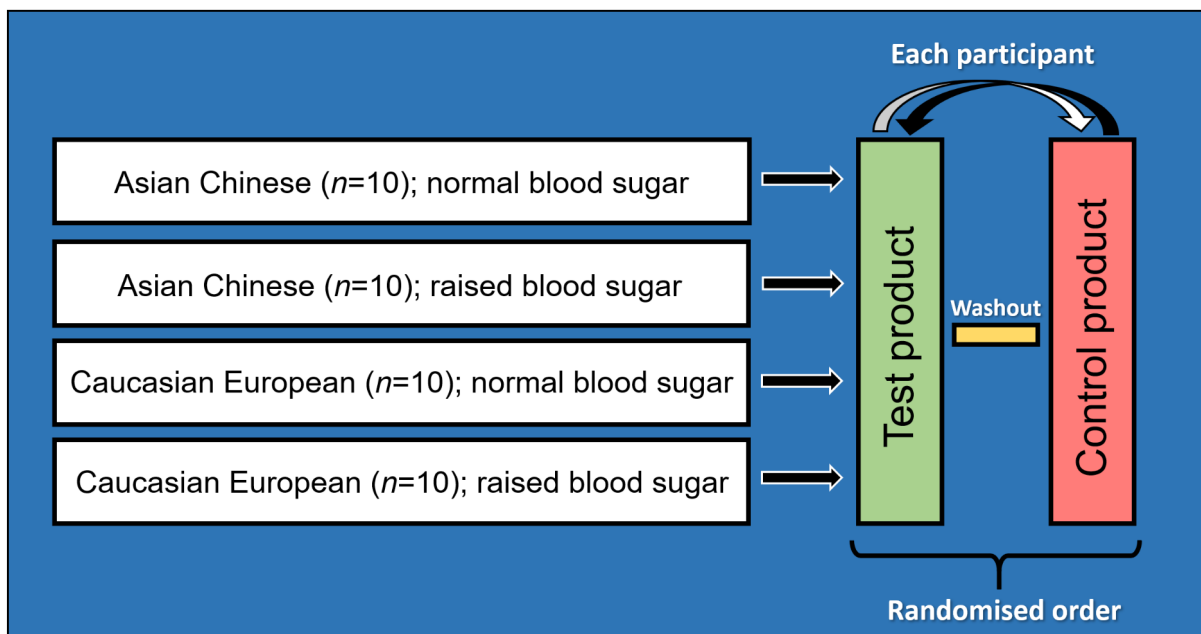 Each participant
Asian Chinese (n=10); normal blood sugar
Asian Chinese (n=10); raised blood sugar
Caucasian European (n=10); normal blood sugar
Caucasian European (n=10); raised blood sugar
Test product
Washout
Control product
Randomised order